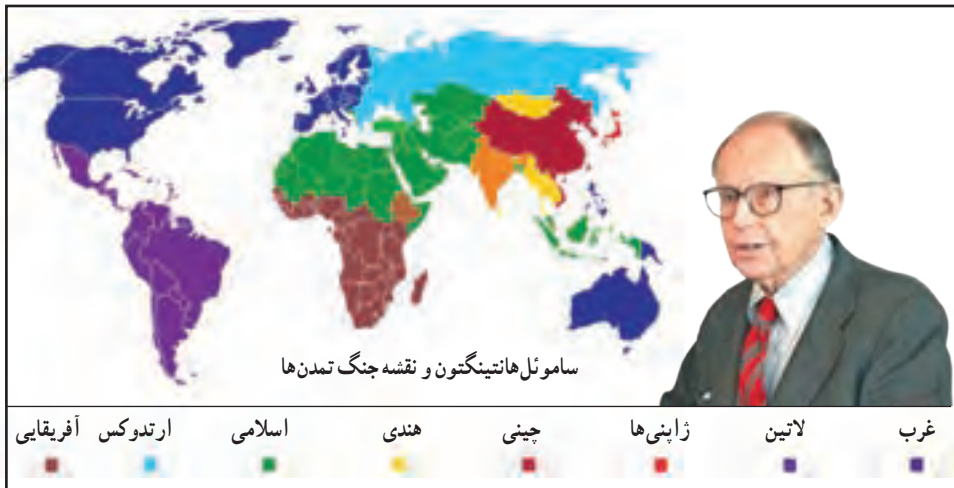 ساموئل‌هانتینگتون و نقشه جنگ تمدن‌ها
غرب لاتین ژاپنی‌ها چینی هندی اسلامی ارتدوکس آفریقایی